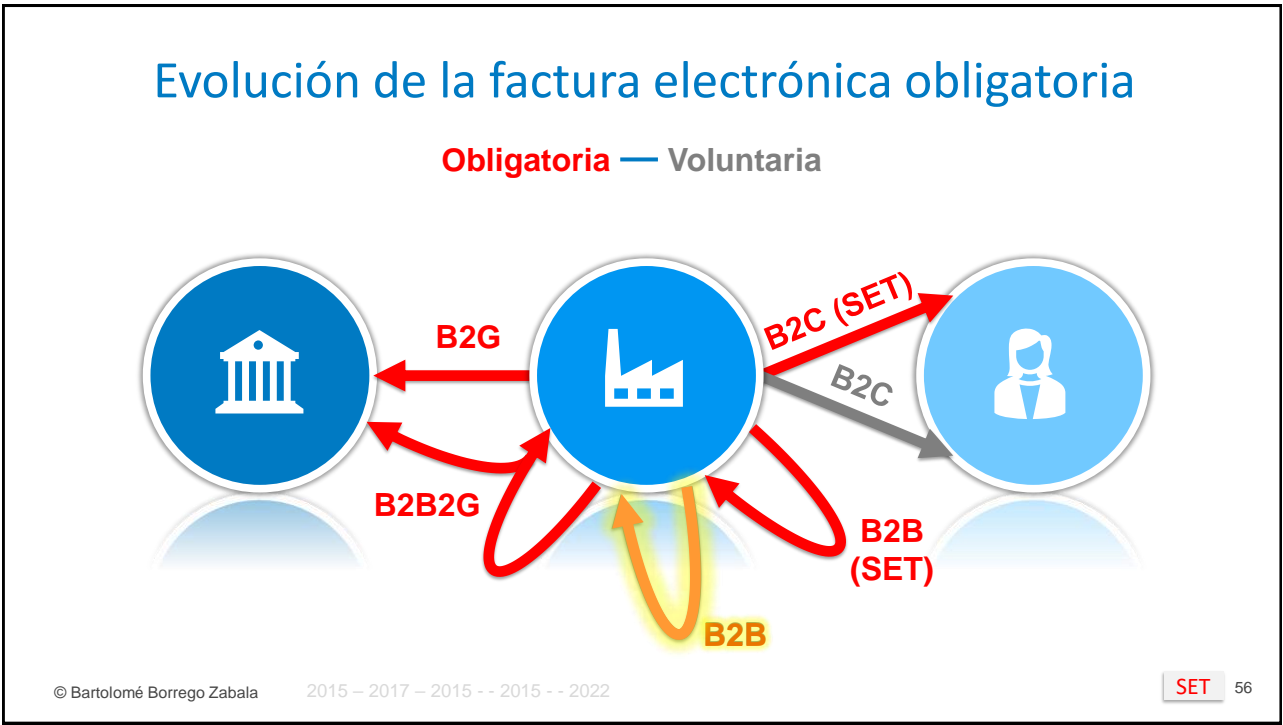 Evolución de la factura electrónica obligatoria
Obligatoria — Voluntaria
B2G
B2C (SET)
B2C
B2B2G
B2B
(SET)
B2B
© Bartolomé Borrego Zabala
2015 – 2017 – 2015 - - 2015 - - 2022
SET
56